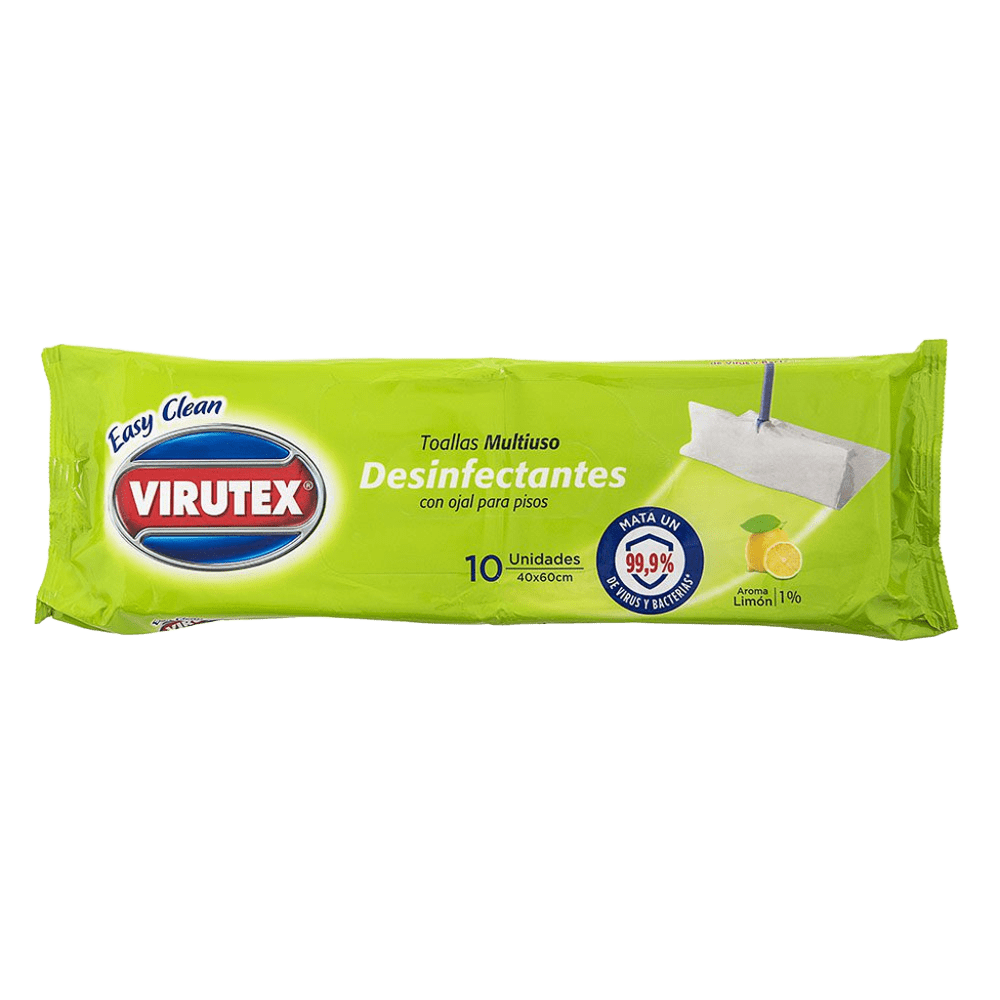 Easy Clean
VIRUTEX®
Toallas Multiuso
Desinfectantes
con ojal para pisos
10 Unidades
40x60cm
MATA UN
99,9%
DE VIRUS Y BACTERIAS*
Aroma
Limón 1%